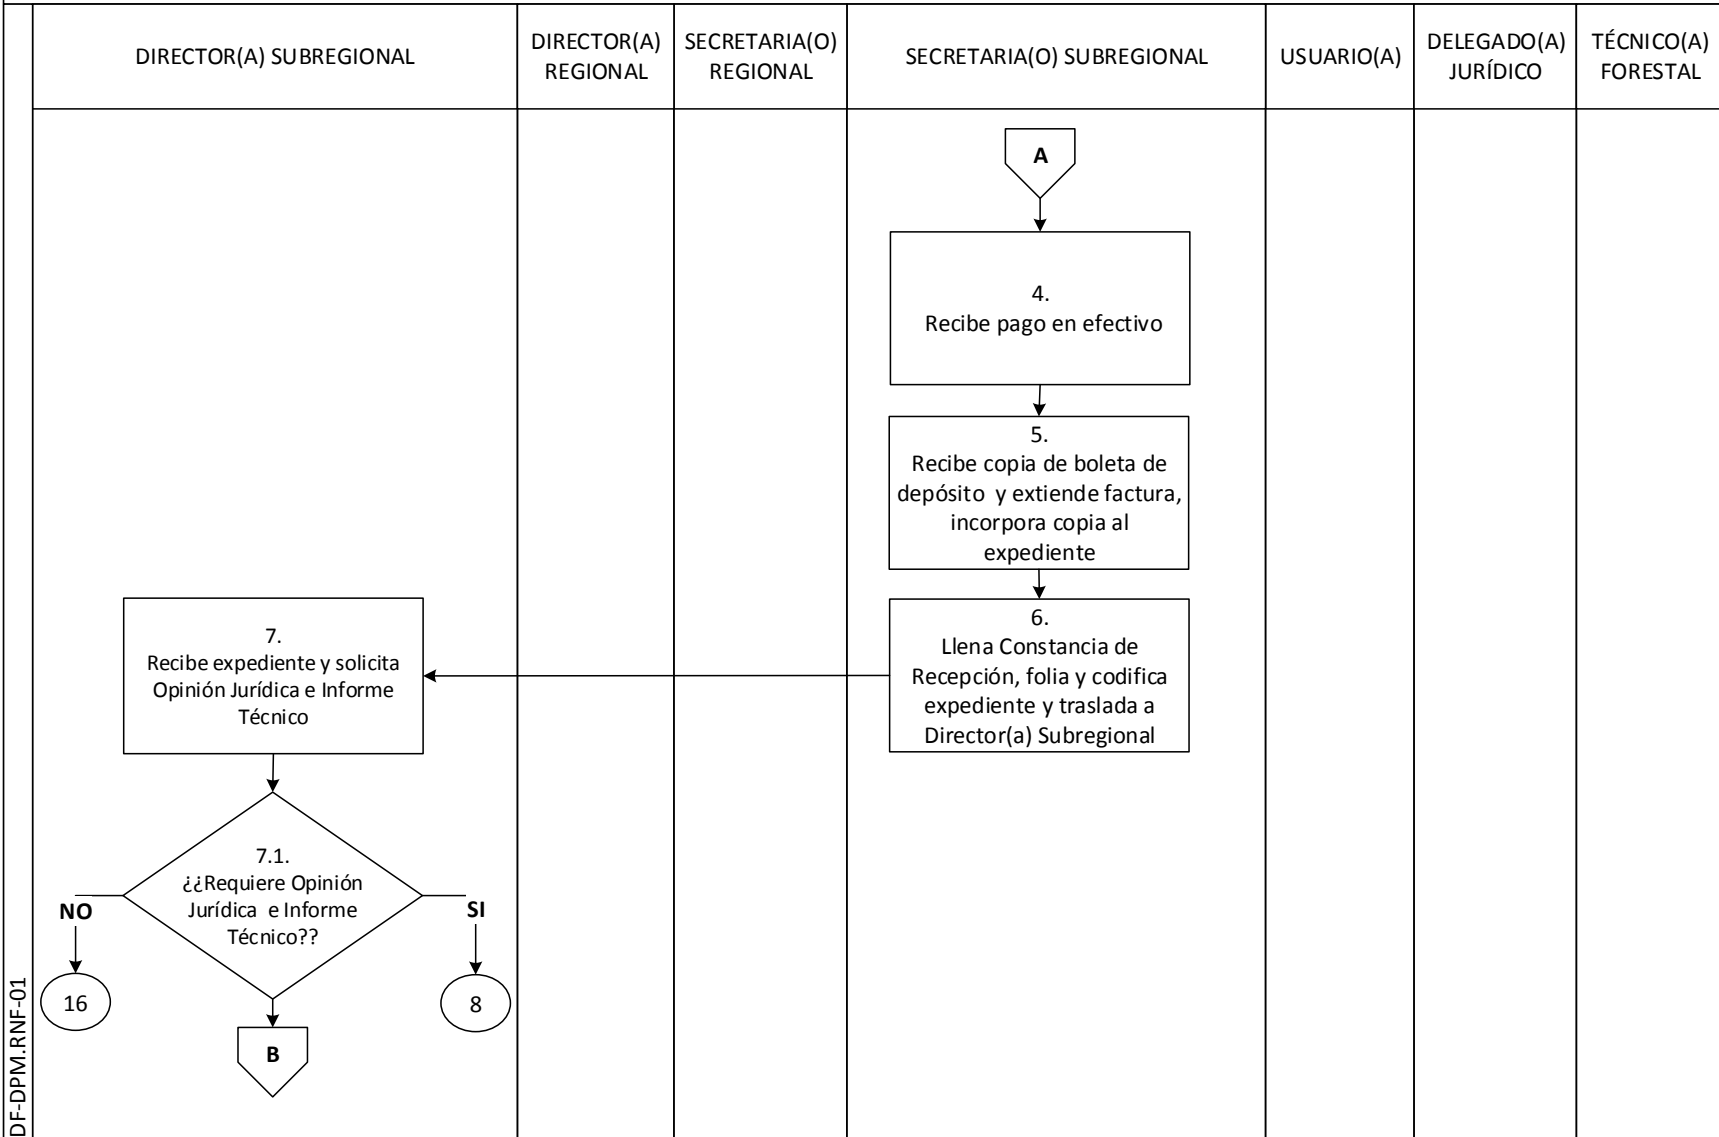 DIRECTOR(A) SUBREGIONAL
DIRECTOR(A)
REGIONAL
SECRETARIA(O)
REGIONAL
SECRETARIA(O) SUBREGIONAL
USUARIO(A)
DELEGADO(A)
JURÍDICO
TÉCNICO(A)
FORESTAL
A
4.
Recibe pago en efectivo
5.
Recibe copia de boleta de
depósito y extiende factura,
incorpora copia al
expediente
6.
Llena Constancia de
Recepción, folia y codifica
expediente y traslada a
Director(a) Subregional
7.
Recibe expediente y solicita
Opinión Jurídica e Informe
Técnico
7.1.
¿¿Requiere Opinión
Jurídica e Informe
Técnico??
NO
SI
16
8
B
DF-DPM.RNF-01